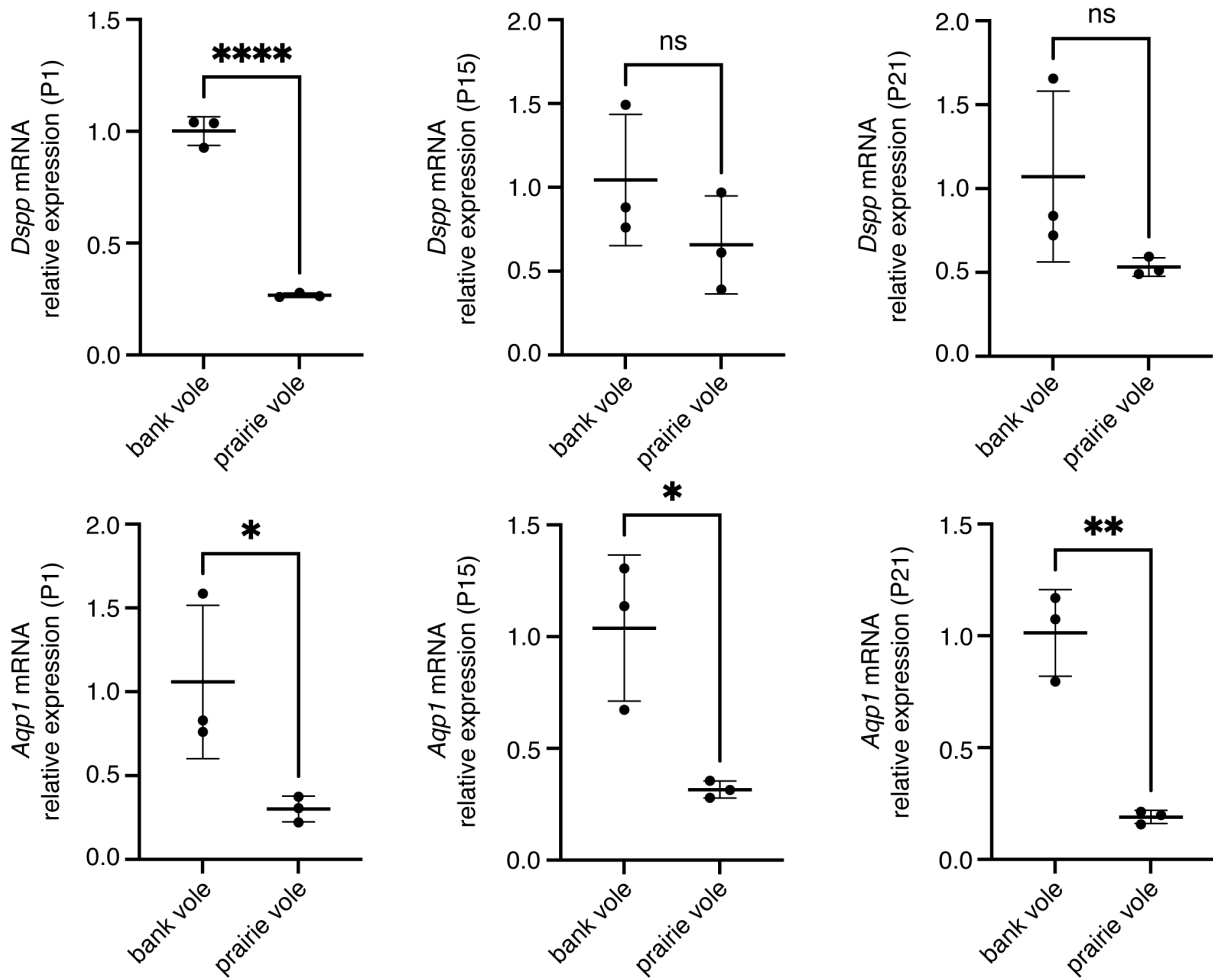 Dspp mRNA
relative expression (P1)
1.5
1.0
0.5
0.0
****
bank vole
prairie vole
Dspp mRNA
relative expression (P15)
2.0
1.5
1.0
0.5
0.0
ns
bank vole
prairie vole
Dspp mRNA
relative expression (P21)
2.0
1.5
1.0
0.5
0.0
ns
bank vole
prairie vole
Aqp1 mRNA
relative expression (P1)
2.0
1.5
1.0
0.5
0.0
*
bank vole
prairie vole
Aqp1 mRNA
relative expression (P15)
1.5
1.0
0.5
0.0
*
bank vole
prairie vole
Aqp1 mRNA
relative expression (P21)
1.5
1.0
0.5
0.0
**
bank vole
prairie vole